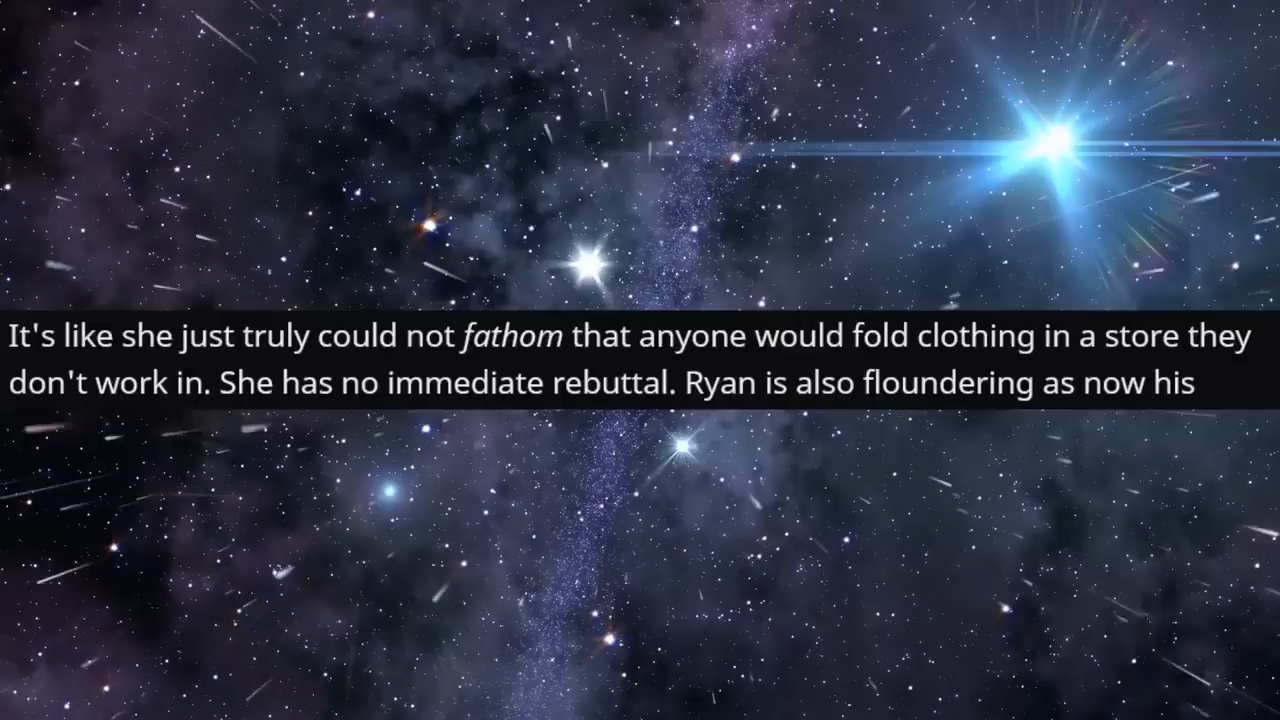 It's like she just truly could not fathom that anyone would fold clothing in a store they
don't work in. She has no immediate rebuttal. Ryan is also floundering as now his